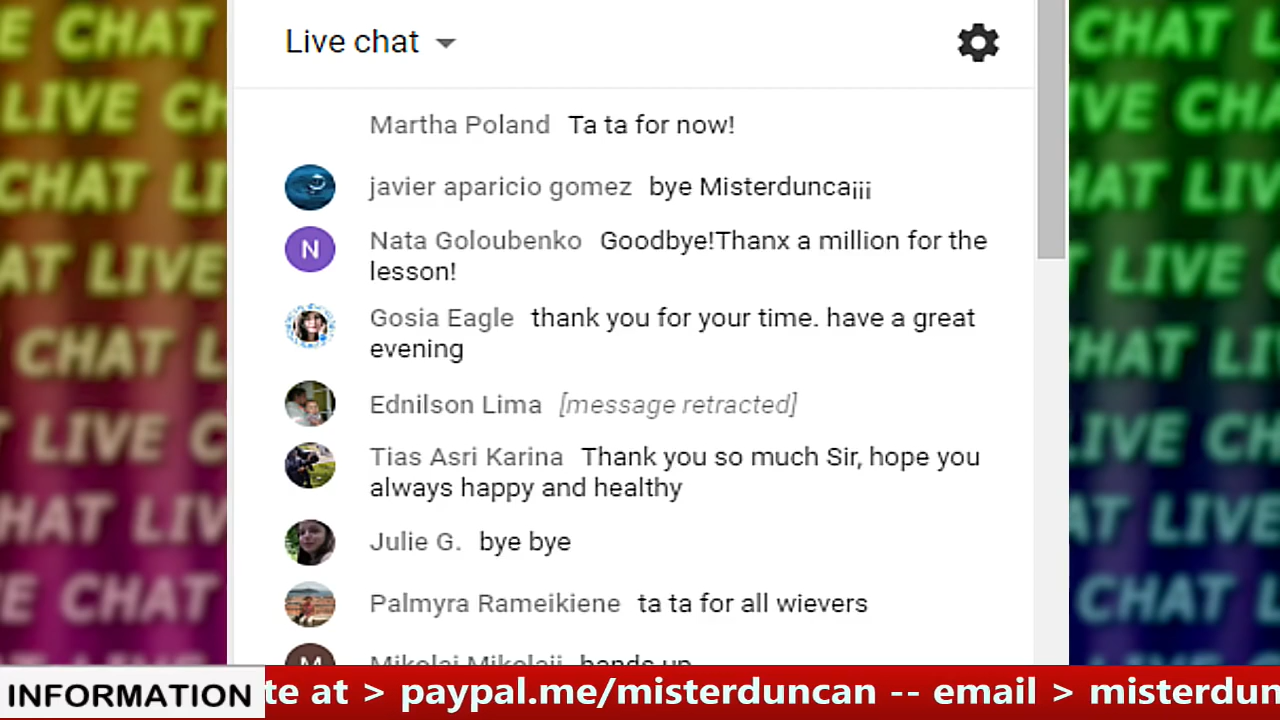 Live chat
Martha Poland Ta ta for now!
javier aparicio gomez bye Misterdunca¡¡¡
Nata Goloubenko Goodbye!Thanx a million for the
lesson!
Gosia Eagle thank you for your time. have a great
evening
Ednilson Lima [message retracted]
Tias Asri Karina Thank you so much Sir, hope you
always happy and healthy
Julie G. bye bye
Palmyra Rameikiene ta ta for all wievers
Mikolaj Mikolaji hands up
INFORMATION te at > paypal.me/misterduncan -- email > misterdun